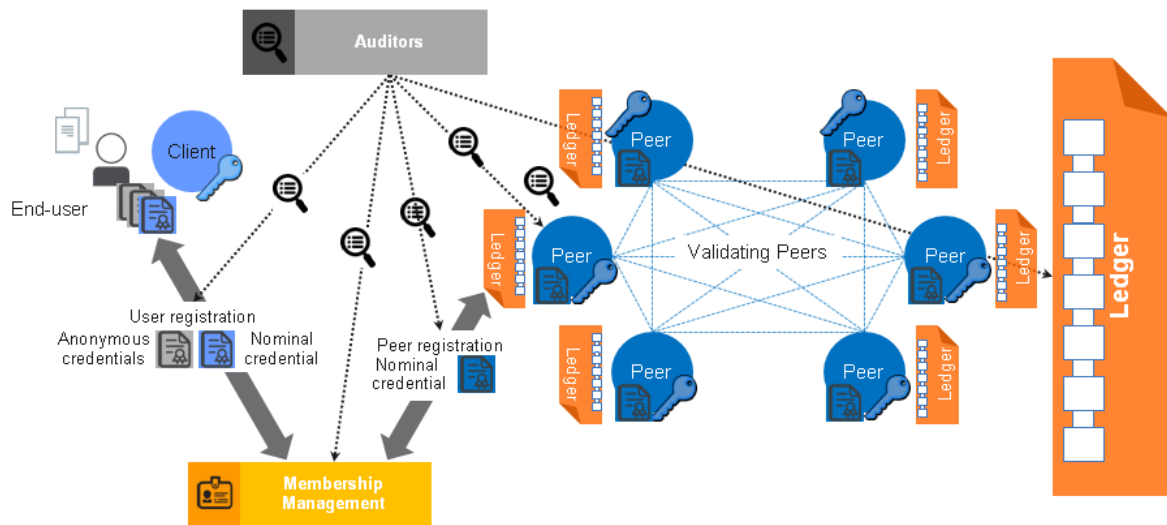 Auditors
Client
End-user
User registration
Anonymous
credentials
Nominal
credential
Peer registration
Nominal
credential
Membership
Management
Ledger
Peer
Peer
Ledger
Ledger
Peer
Validating Peers
Peer
Ledger
Ledger
Peer
Peer
Ledger
Ledger